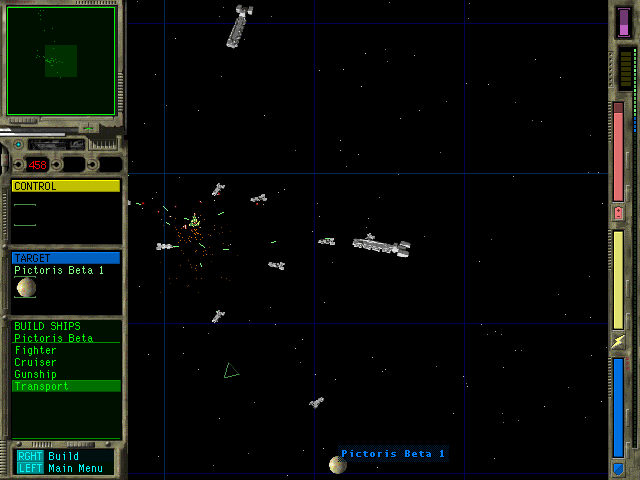 458
CONTROL
TARGET
Pictoris Beta 1
BUILD SHIPS
Pictoris Beta
Fighter
Cruiser
Gunship
Transport
RGHT Build
LEFT Main Menu
Pictoris Beta 1